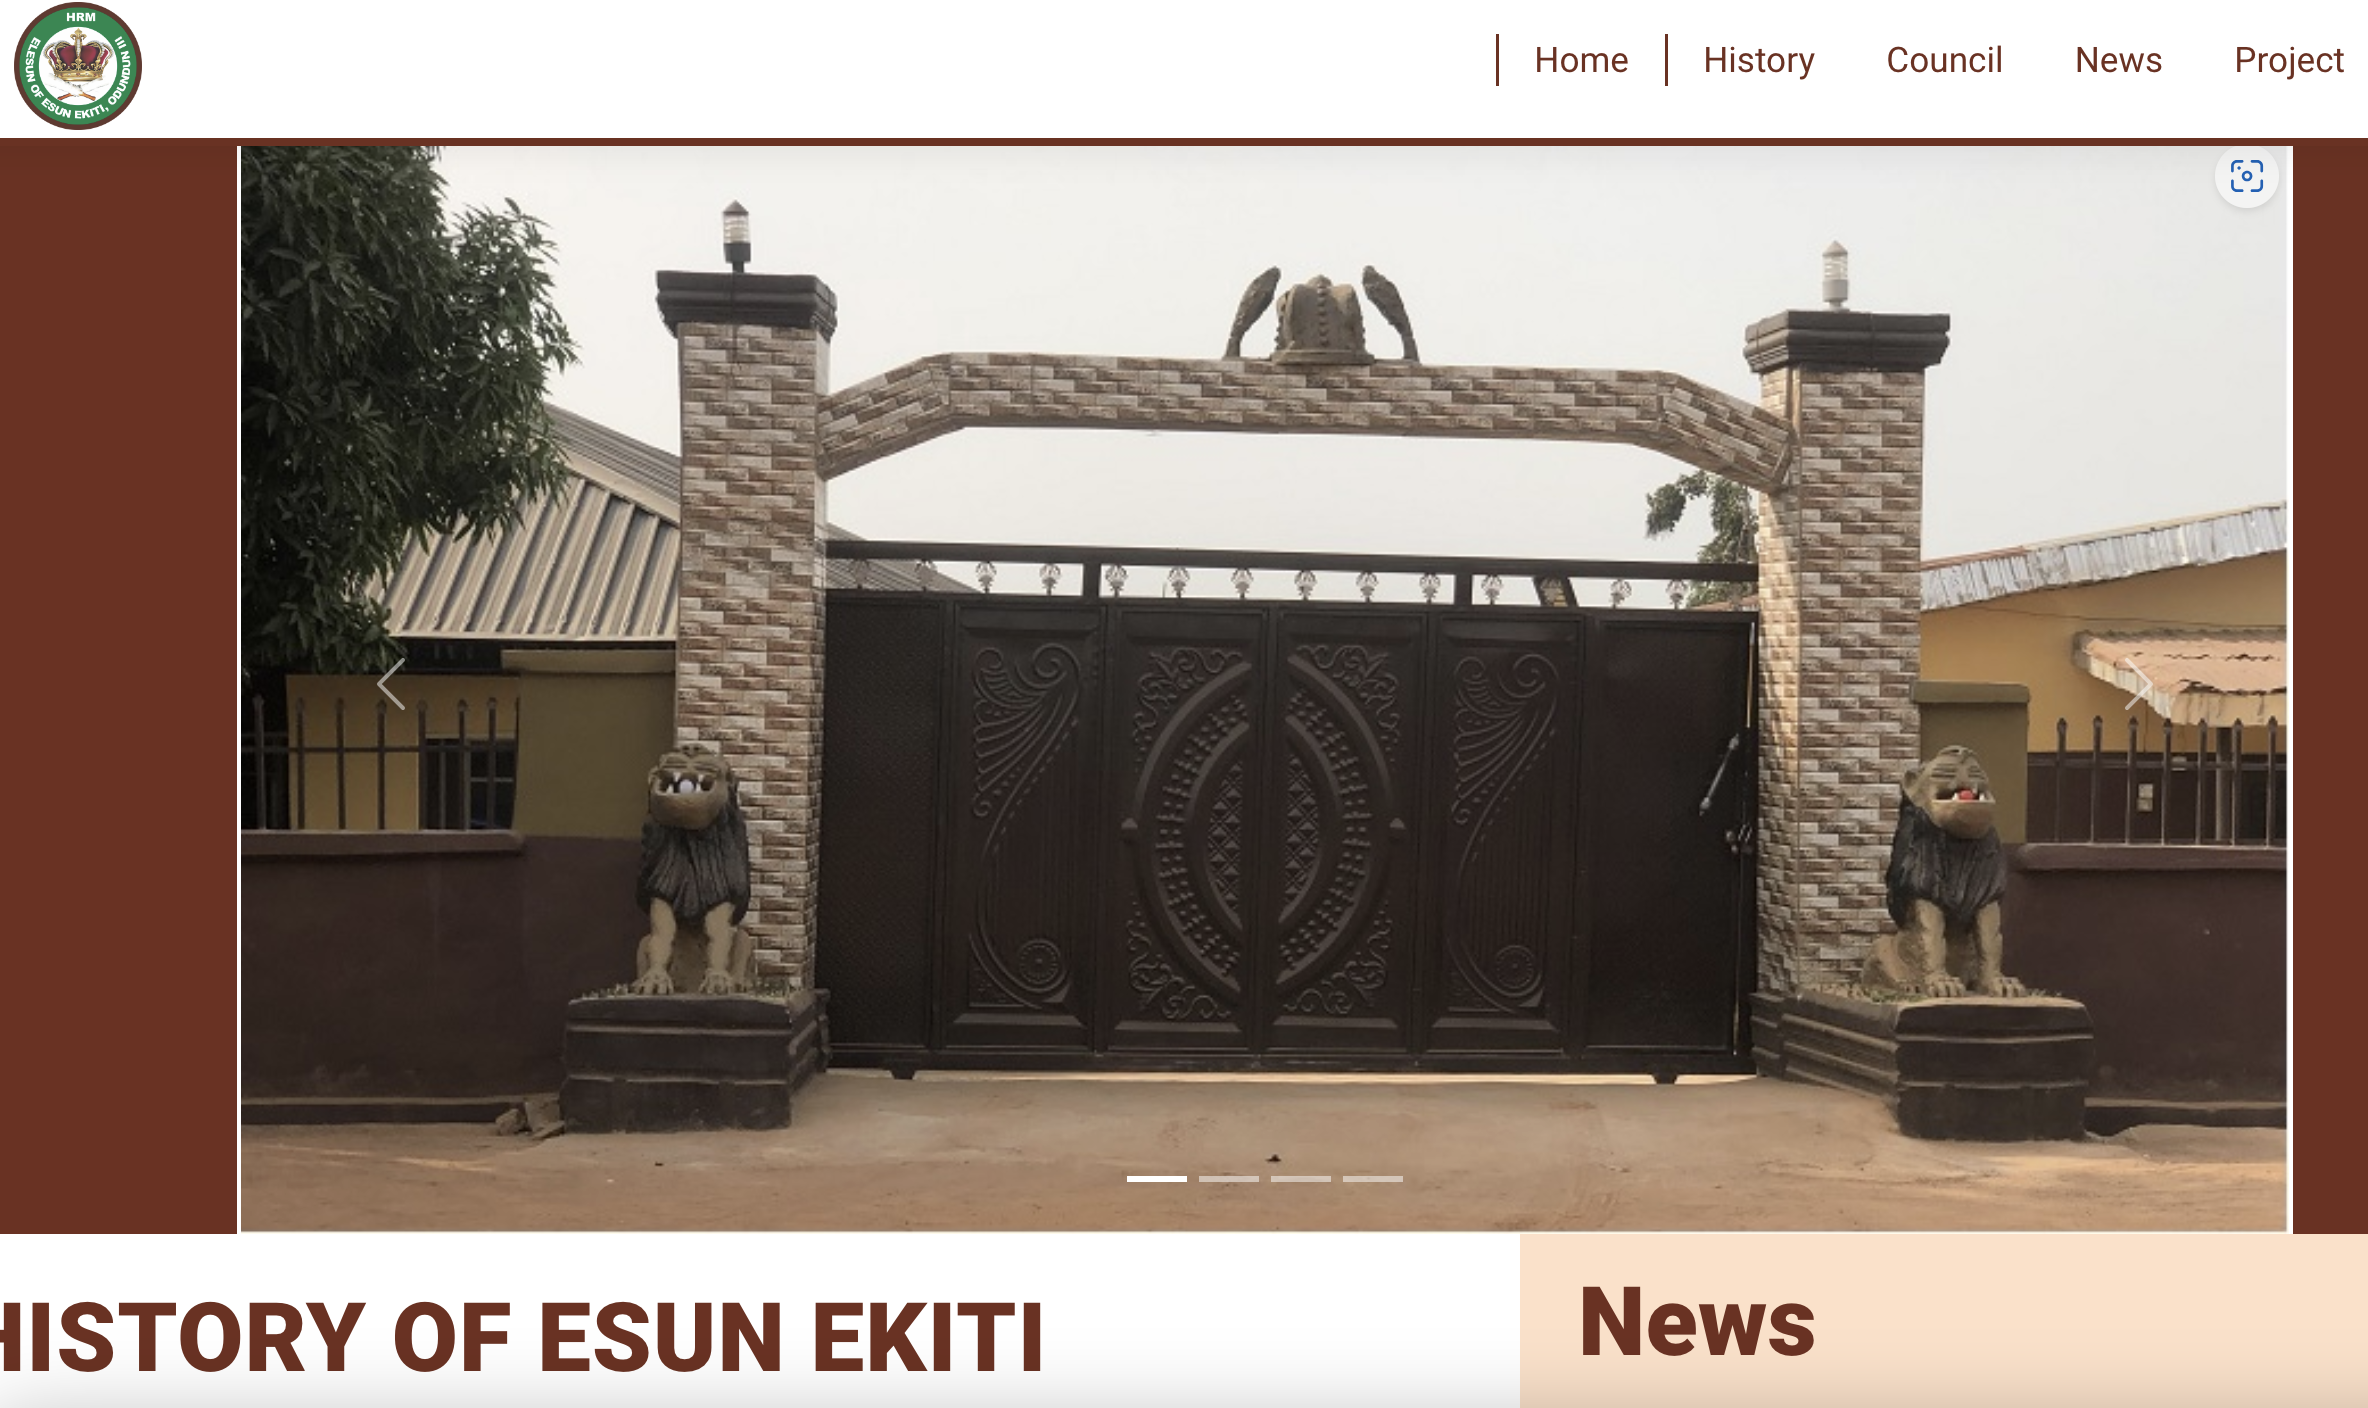 HRM
ELESUN OF ESUN EKITI, ODUNDUN III
Home
History
Council
News
Project
HISTORY OF ESUN EKITI
News